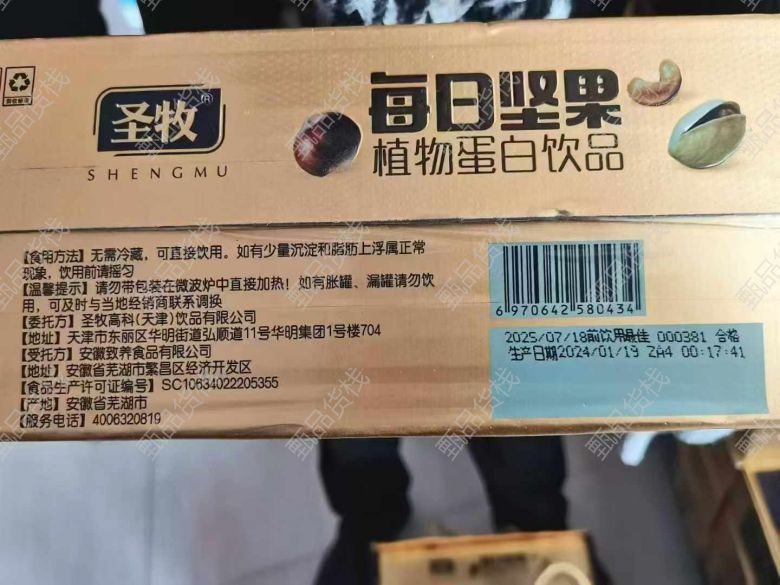 圣牧
SHENGMU
每日坚果
植物蛋白饮品
【食用方法】无需冷藏，可直接饮用。如有少量沉淀和脂肪上浮属正常
现象，饮用前请摇匀
【温馨提示】请勿带包装在微波炉中直接加热！如有胀罐、漏罐请勿饮
用，可及时与当地经销商联系调换
【委托方】圣牧高科（天津）饮品有限公司
【地址】天津市东丽区华明街道弘顺道11号华明集团1号楼704
【受托方】安徽致养食品有限公司
【地址】安徽省芜湖市繁昌区经济开发区
【食品生产许可证编号】SC10634022205355
【产地】安徽省芜湖市
【服务电话】4006320819
6 970642 580434
2025/07/18前饮用最佳 000381 合格
生产日期2024/01/19 2A4 00:17:41
甄品货栈